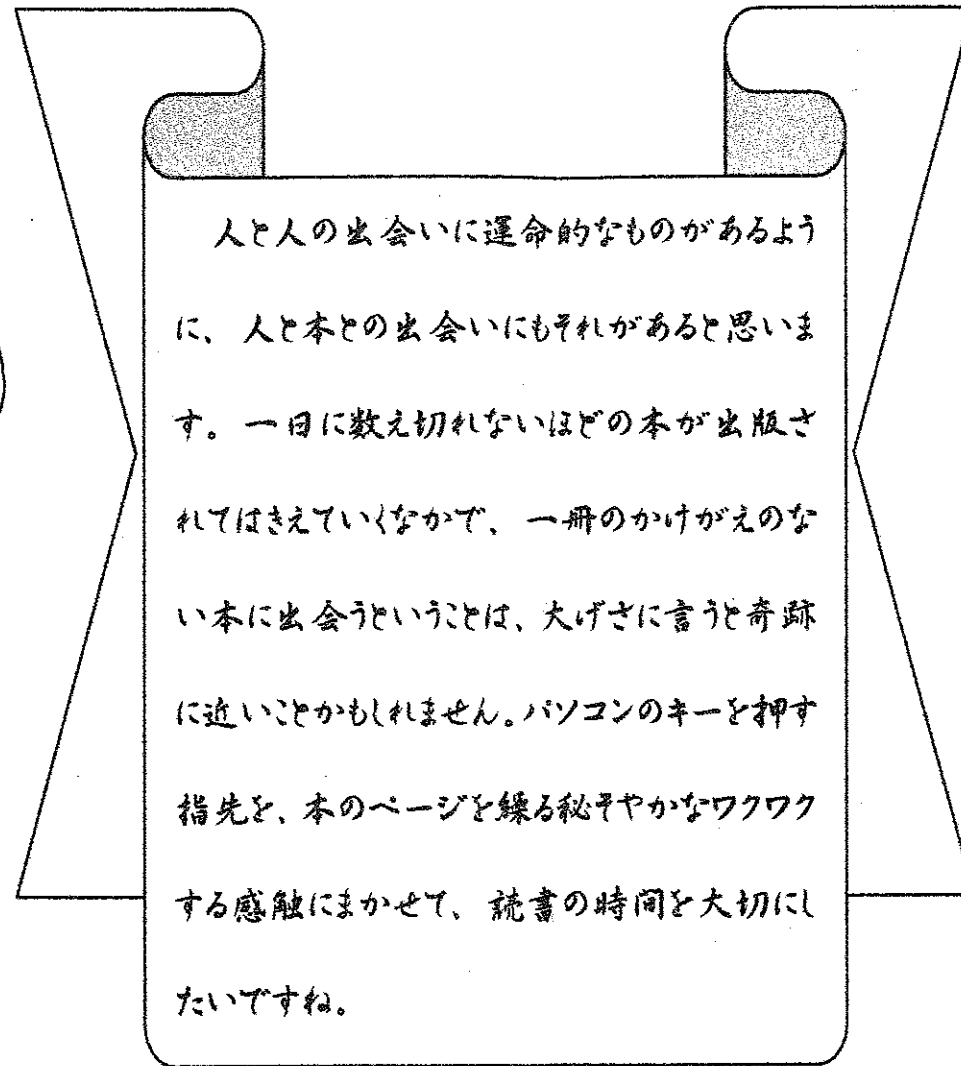 人と人の出会いに運命的なものがあるよう
に、人と本との出会いにもそれがあると思いま
す。一日に数え切れないほどの本が出版さ
れてはきえていくなかで、一冊のかけがえのな
い本に出会うということは、大げさに言うと奇跡
に近いことかもしれません。パソコンのキーを押す
指先を、本のページを繰る秘そやかなワクワク
する感触にまかせて、読書の時間を大切にし
たいですね。